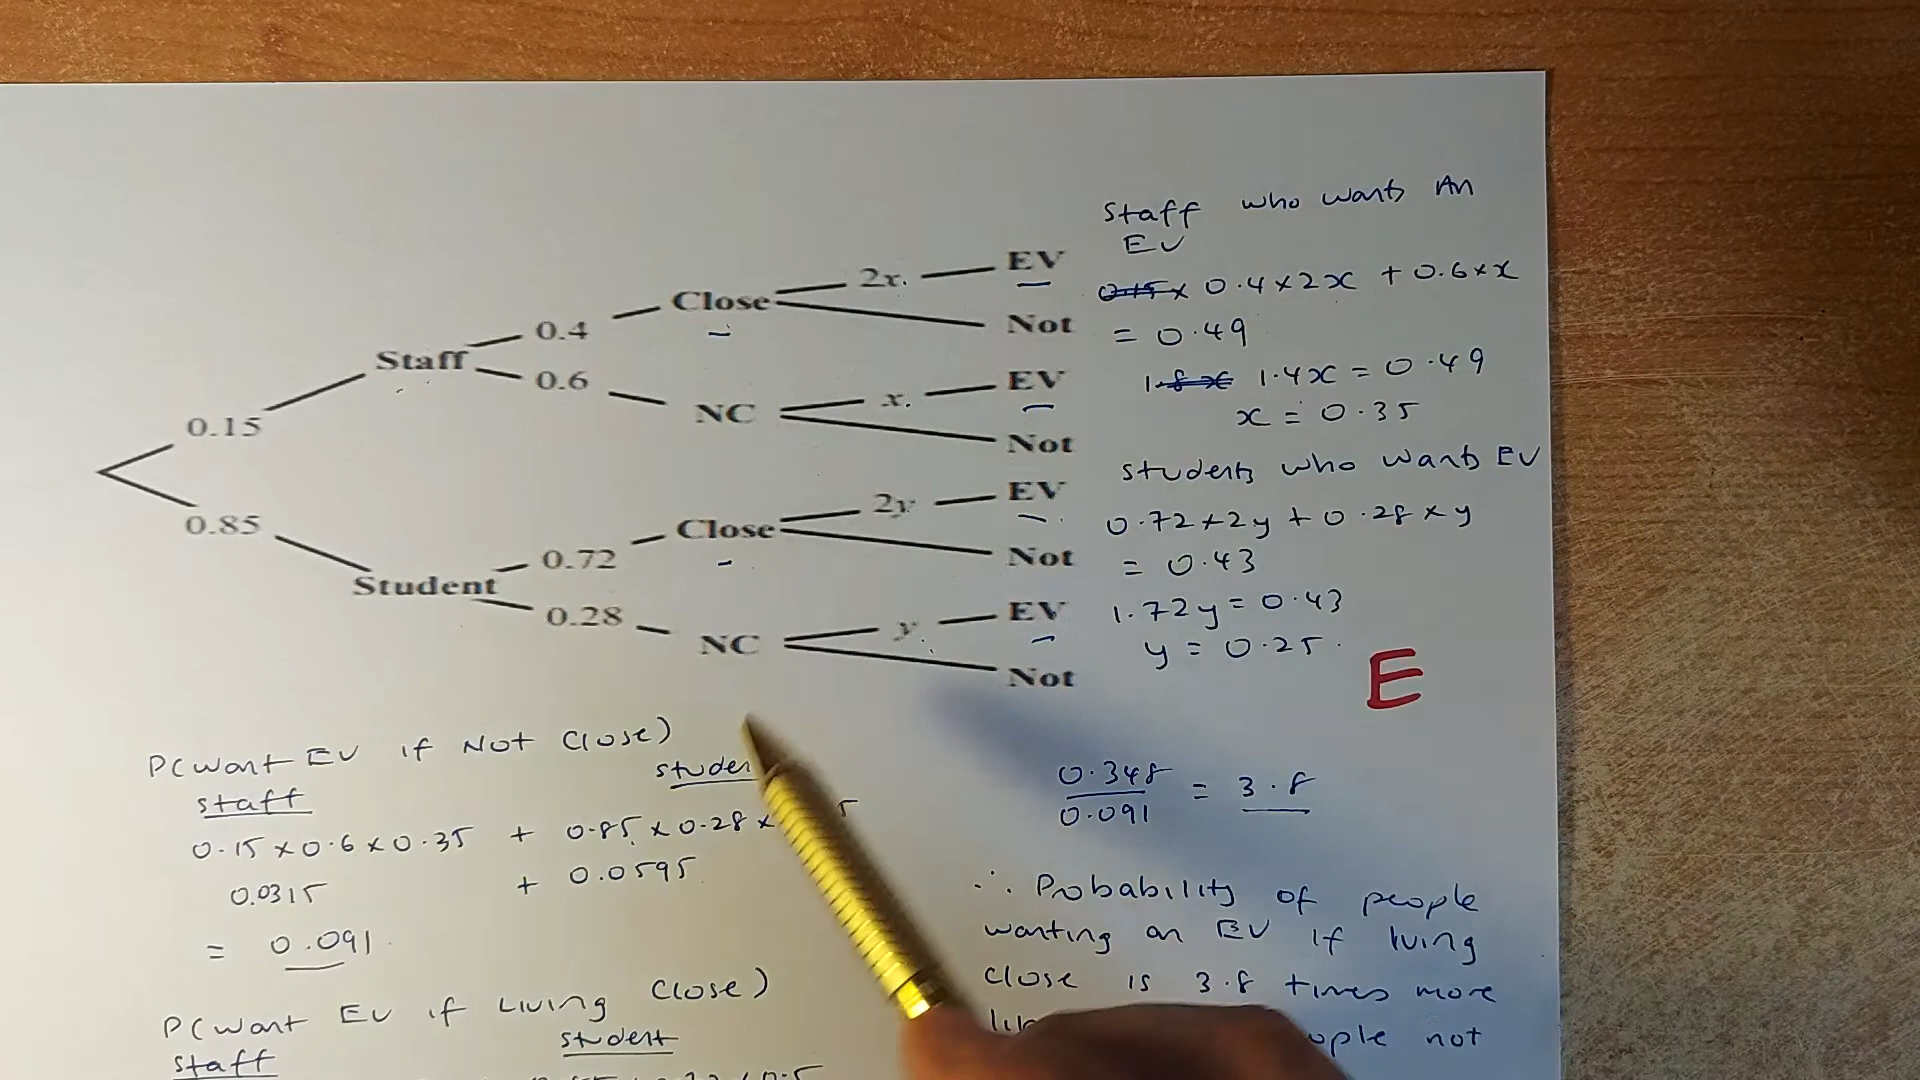 Staff who wants An
EV
0.15 x 0.4 x 2x + 0.6 x x
= 0.49
1.8x 1.4x = 0.49
x = 0.35
Students who wants EV
0.72 x 2y + 0.28 x y
= 0.43
1.72y = 0.43
y = 0.25
E
0.15
0.85
Staff
Student
0.4
0.6
0.72
0.28
Close
NC
Close
NC
2x
x
2y
y
EV
Not
EV
Not
EV
Not
EV
Not
P(Want EV if Not Close)
staff
0.15 x 0.6 x 0.35 + 0.85 x 0.28 x
0.0315 + 0.0595
= 0.091
P(Want EV if Living Close)
staff student
0.348
0.091
= 3.8
∴ Probability of people
wanting an EV if living
close is 3.8 times more
not